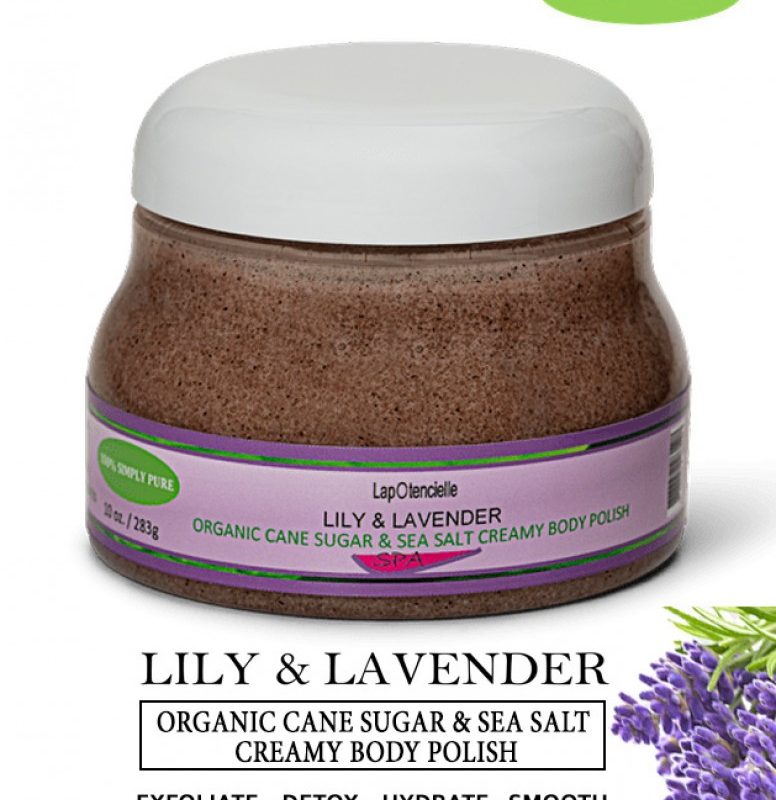 100% SIMPLY PURE
10 oz. / 283g
LapOtencielle
LILY & LAVENDER
ORGANIC CANE SUGAR & SEA SALT CREAMY BODY POLISH
SPA
LILY & LAVENDER
ORGANIC CANE SUGAR & SEA SALT
CREAMY BODY POLISH
EXFOLIATE DETOX HYDRATE SMOOTH